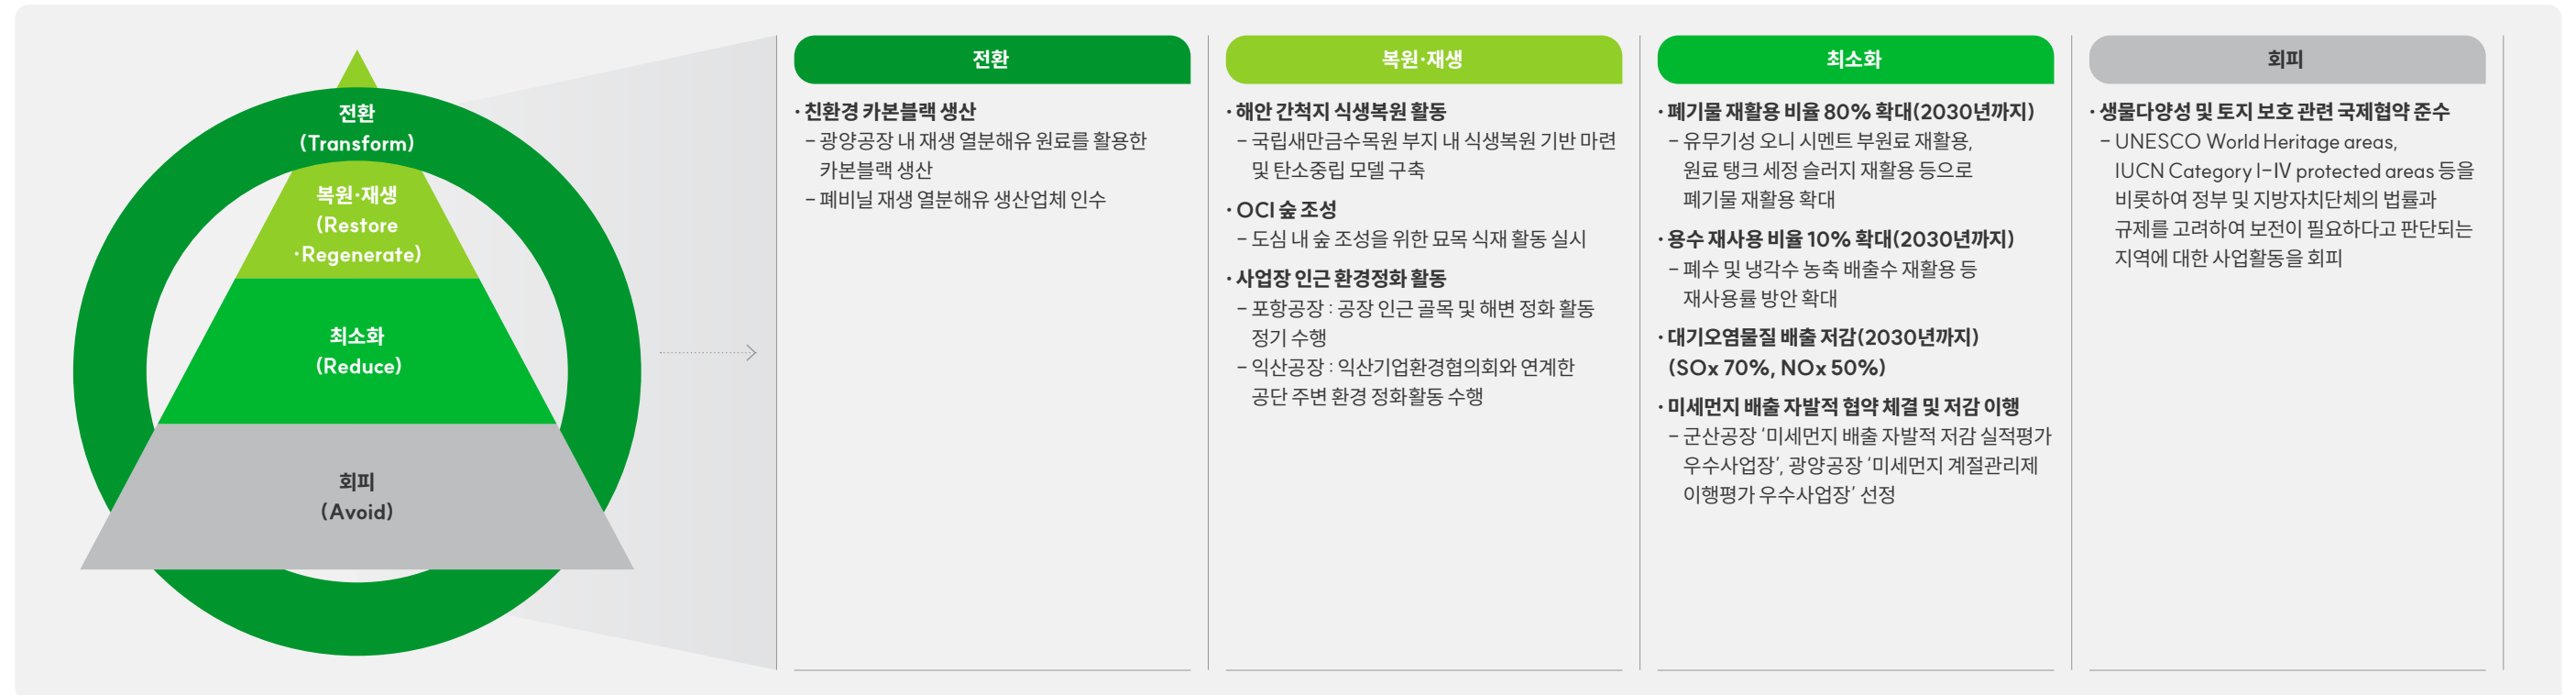 전환
(Transform)
복원·재생
(Restore
·Regenerate)
최소화
(Reduce)
회피
(Avoid)
전환
· 친환경 카본블랙 생산
– 광양공장 내 재생 열분해유 원료를 활용한
카본블랙 생산
– 폐비닐 재생 열분해유 생산업체 인수
복원·재생
· 해안 간척지 식생복원 활동
– 국립새만금수목원 부지 내 식생복원 기반 마련
및 탄소중립 모델 구축
· OCI 숲 조성
– 도심 내 숲 조성을 위한 묘목 식재 활동 실시
· 사업장 인근 환경정화 활동
– 포항공장 : 공장 인근 골목 및 해변 정화 활동
정기 수행
– 익산공장 : 익산기업환경협의회와 연계한
공단 주변 환경 정화활동 수행
최소화
· 폐기물 재활용 비율 80% 확대(2030년까지)
– 유무기성 오니 시멘트 부원료 재활용,
원료 탱크 세정 슬러지 재활용 등으로
폐기물 재활용 확대
· 용수 재사용 비율 10% 확대(2030년까지)
– 폐수 및 냉각수 농축 배출수 재활용 등
재사용률 방안 확대
· 대기오염물질 배출 저감(2030년까지)
(SOx 70%, NOx 50%)
· 미세먼지 배출 자발적 협약 체결 및 저감 이행
– 군산공장 ‘미세먼지 배출 자발적 저감 실적평가
우수사업장’, 광양공장 ‘미세먼지 계절관리제
이행평가 우수사업장’ 선정
회피
· 생물다양성 및 토지 보호 관련 국제협약 준수
– UNESCO World Heritage areas,
IUCN Category I-IV protected areas 등을
비롯하여 정부 및 지방자치단체의 법률과
규제를 고려하여 보전이 필요하다고 판단되는
지역에 대한 사업활동을 회피